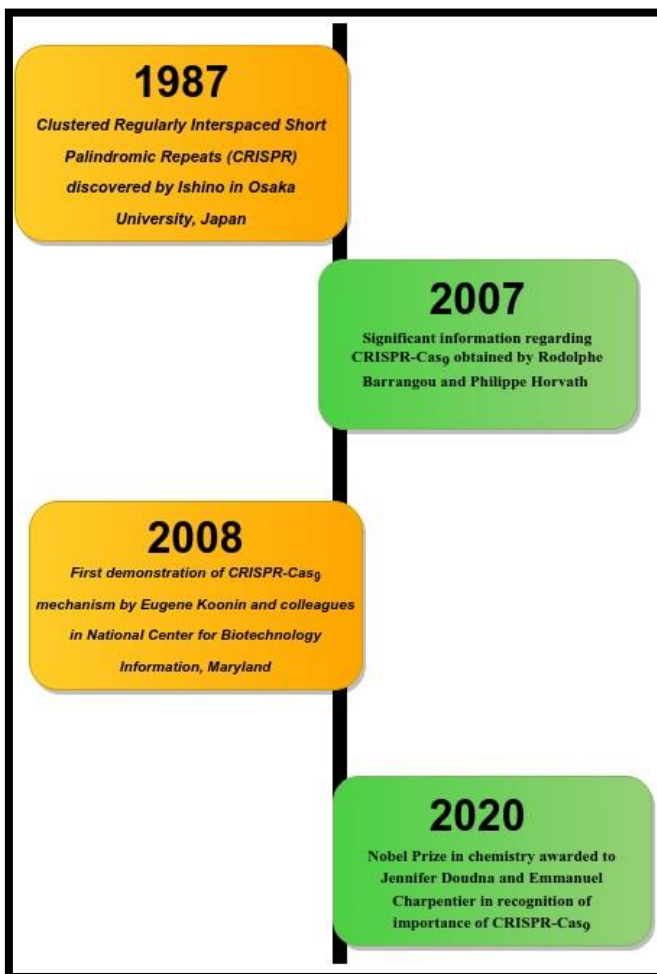 1987
Clustered Regularly Interspaced Short
Palindromic Repeats (CRISPR)
discovered by Ishino in Osaka
University, Japan
2007
Significant information regarding
CRISPR-Cas9 obtained by Rodolphe
Barrangou and Philippe Horvath
2008
First demonstration of CRISPR-Cas9
mechanism by Eugene Koonin and colleagues
in National Center for Biotechnology
Information, Maryland
2020
Nobel Prize in chemistry awarded to
Jennifer Doudna and Emmanuel
Charpentier in recognition of
importance of CRISPR-Cas9